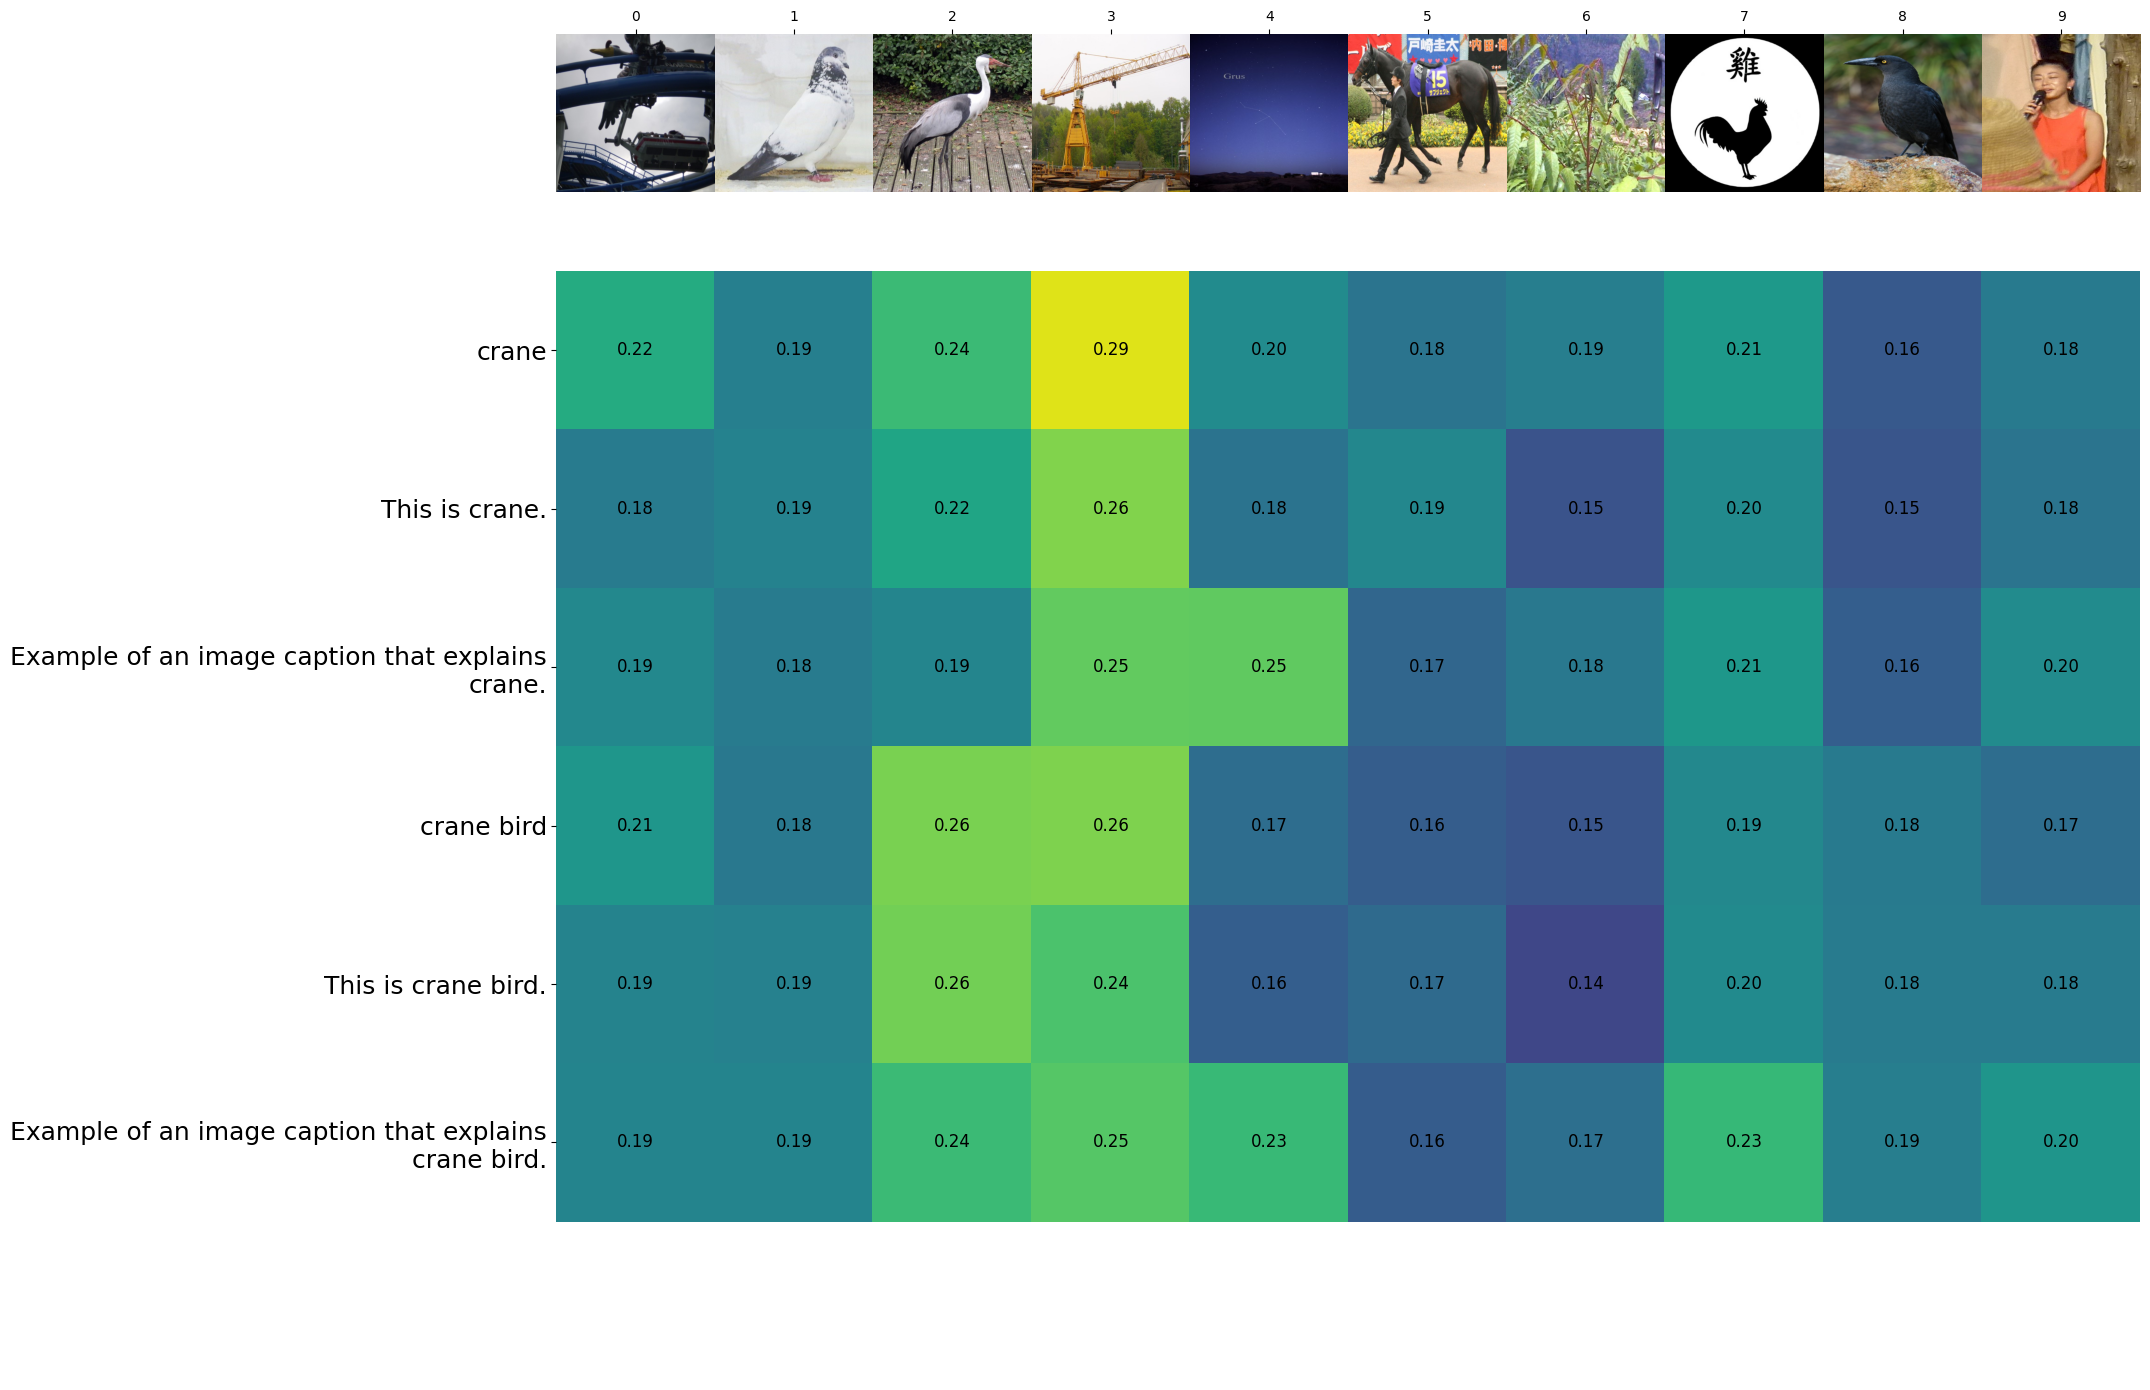 0 1 2 3 4 5 6 7 8 9
Grus
戸崎圭太
15
雞
crane 0.22 0.19 0.24 0.29 0.20 0.18 0.19 0.21 0.16 0.18
This is crane. 0.18 0.19 0.22 0.26 0.18 0.19 0.15 0.20 0.15 0.18
Example of an image caption that explains
crane. 0.19 0.18 0.19 0.25 0.25 0.17 0.18 0.21 0.16 0.20
crane bird 0.21 0.18 0.26 0.26 0.17 0.16 0.15 0.19 0.18 0.17
This is crane bird. 0.19 0.19 0.26 0.24 0.16 0.17 0.14 0.20 0.18 0.18
Example of an image caption that explains
crane bird. 0.19 0.19 0.24 0.25 0.23 0.16 0.17 0.23 0.19 0.20